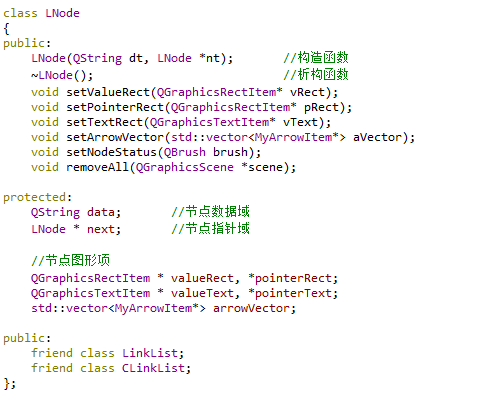 class LNode
{
public:
    LNode(QString dt, LNode *nt);       //构造函数
    ~LNode();                           //析构函数
    void setValueRect(QGraphicsRectItem* vRect);
    void setPointerRect(QGraphicsRectItem* pRect);
    void setTextRect(QGraphicsTextItem* vText);
    void setArrowVector(std::vector<MyArrowItem*> aVector);
    void setNodeStatus(QBrush brush);
    void removeAll(QGraphicsScene *scene);
protected:
    QString data;       //节点数据域
    LNode * next;       //节点指针域
    //节点图形项
    QGraphicsRectItem * valueRect, *pointerRect;
    QGraphicsTextItem * valueText, *pointerText;
    std::vector<MyArrowItem*> arrowVector;
public:
    friend class LinkList;
    friend class CLinkList;
};